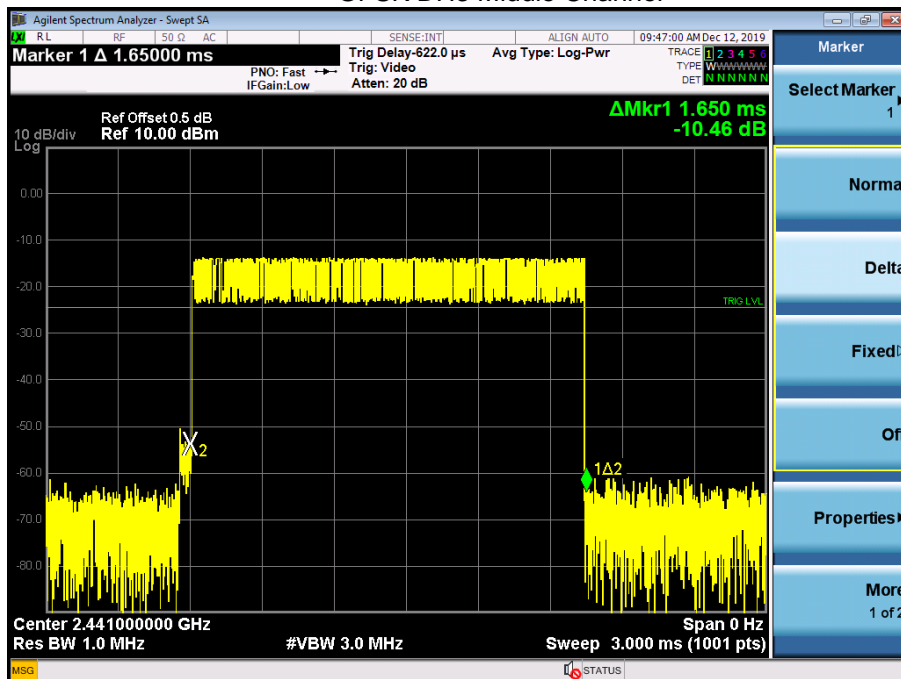 Agilent Spectrum Analyzer - Swept SA
LXI RL RF 50 Ω AC SENSE:INT ALIGN AUTO 09:47:00 AM Dec 12, 2019
Marker 1 Δ 1.65000 ms
PNO: Fast
IFGain:Low
Trig Delay-622.0 µs
Trig: Video
Atten: 20 dB
Avg Type: Log-Pwr
TRACE 1 2 3 4 5 6
TYPE W W W W W W
DET N N N N N N
ΔMkr1 1.650 ms
-10.46 dB
Ref Offset 0.5 dB
10 dB/div Ref 10.00 dBm
Log
0.00
-10.0
-20.0
TRIG LVL
-30.0
-40.0
-50.0
2
-60.0
1Δ2
-70.0
-80.0
Center 2.441000000 GHz
Span 0 Hz
Res BW 1.0 MHz
#VBW 3.0 MHz
Sweep 3.000 ms (1001 pts)
MSG
STATUS
Marker
Select Marker
1
Norma
Delta
Fixed
Of
Properties
More
1 of 2